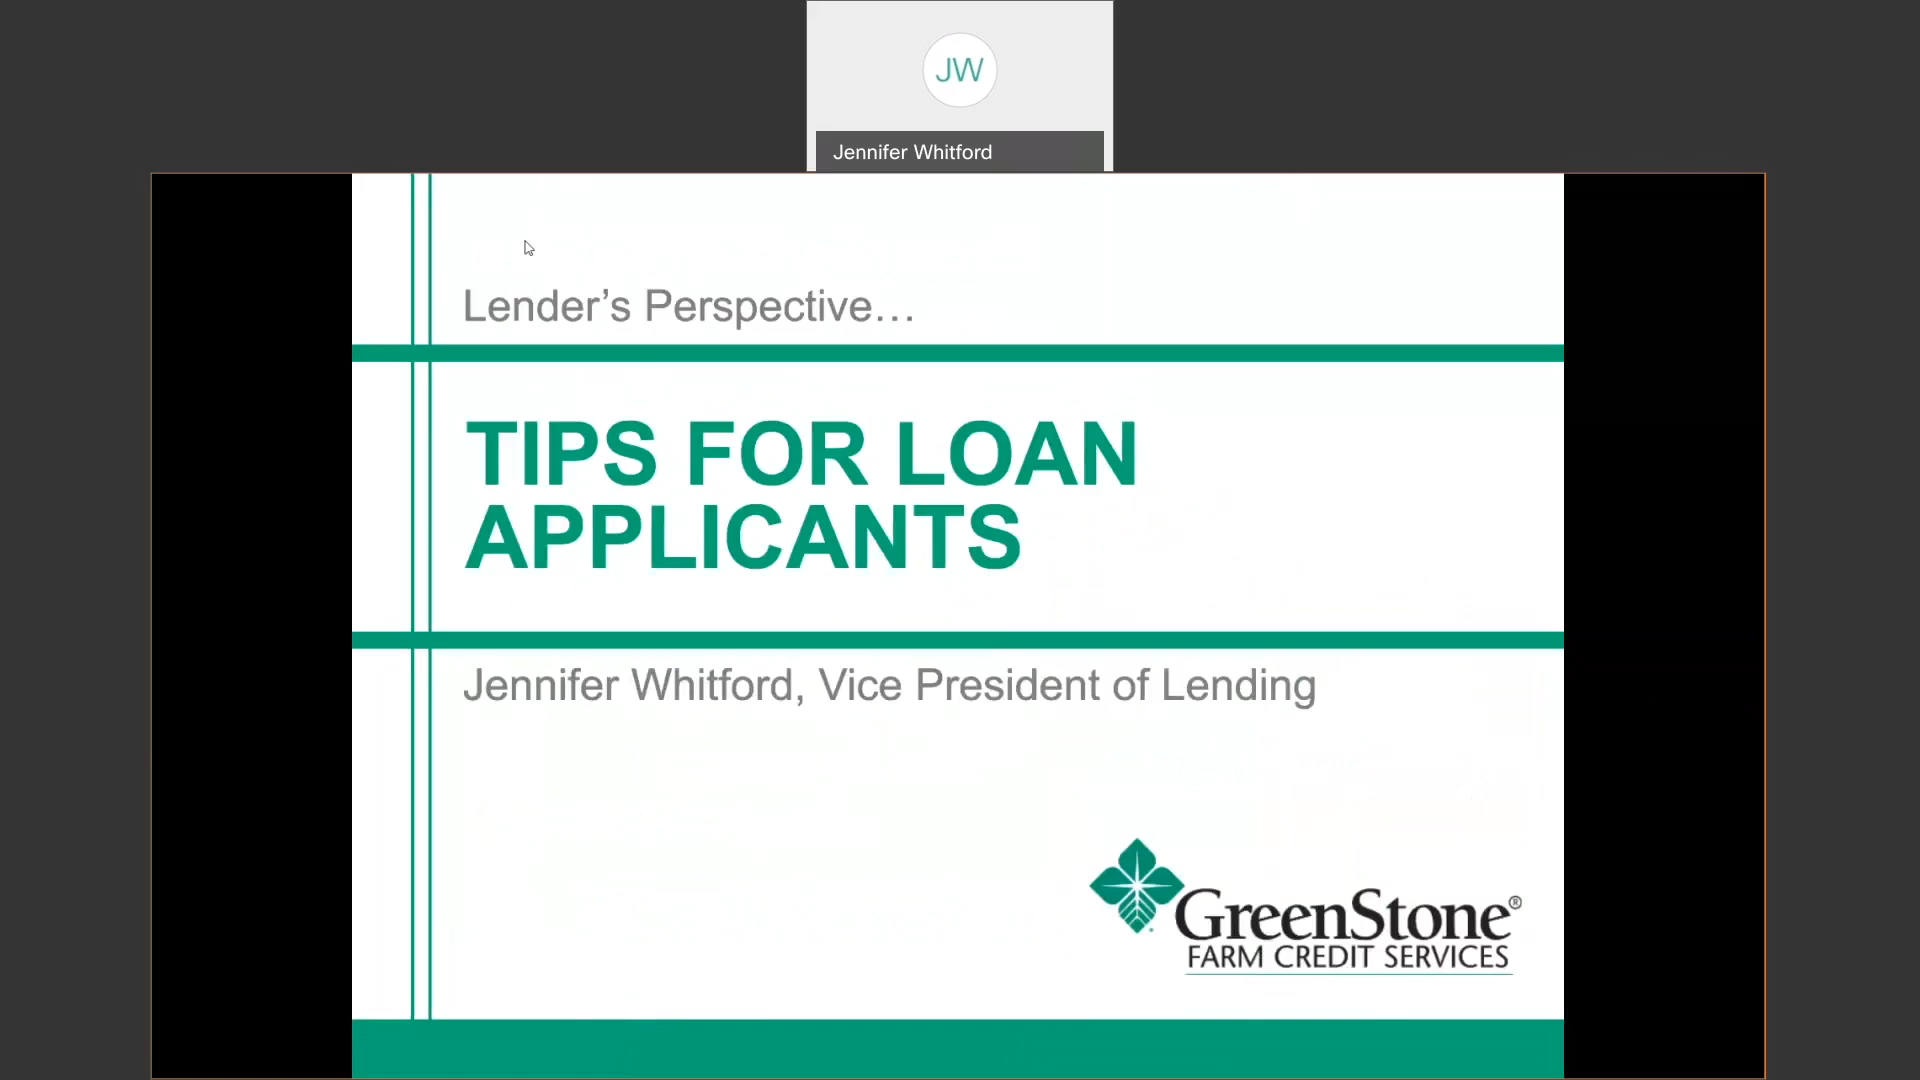 JW
Jennifer Whitford
Lender’s Perspective…
TIPS FOR LOAN
APPLICANTS
Jennifer Whitford, Vice President of Lending
GreenStone®
FARM CREDIT SERVICES